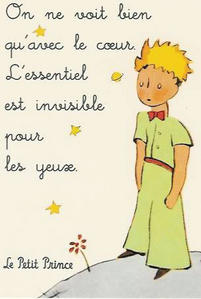 On ne voit bien
qu'avec le cœur.
L'essentiel
est invisible
pour
les yeux.
Le Petit Prince